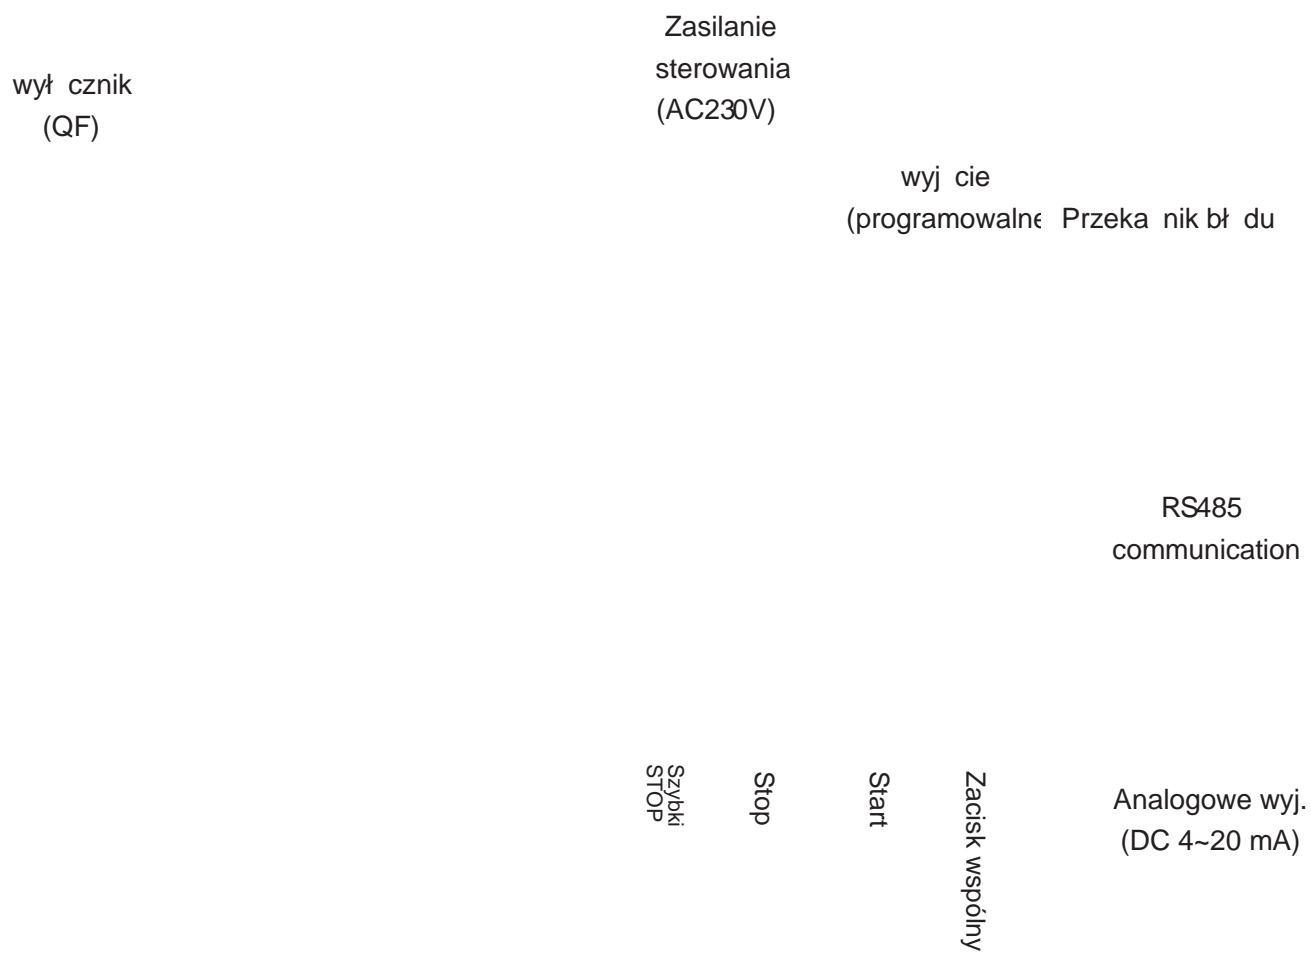 Zasilanie
sterowania
(AC230V)
wył cznik
(QF)
wyj cie
(programowalne
Przeka nik bł du
RS485
communication
Szybki
STOP
Stop
Start
Zacisk wspólny
Analogowe wyj.
(DC 4~20 mA)